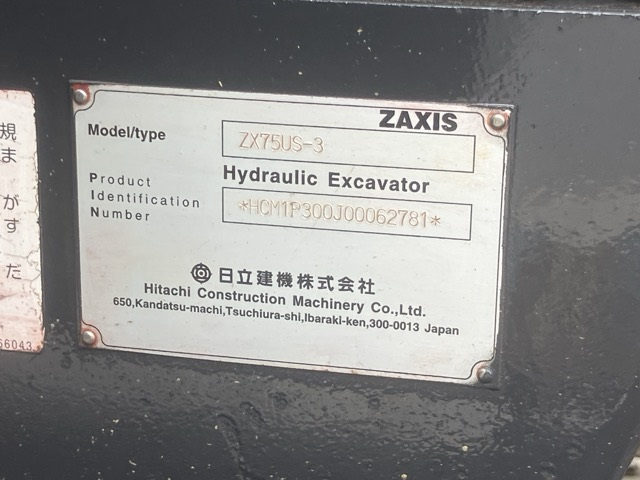 ZAXIS
Model/type ZX75US-3
Hydraulic Excavator
Product
Identification
Number
*HCM1P300J00062781*
日立建機株式会社
Hitachi Construction Machinery Co.,Ltd.
650,Kandatsu-machi,Tsuchiura-shi,Ibaraki-ken,300-0013 Japan
規
ま
が
す
だ
66043